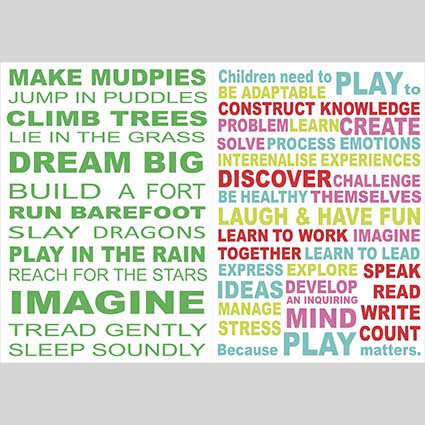 MAKE MUDPIES
JUMP IN PUDDLES
CLIMB TREES
LIE IN THE GRASS
DREAM BIG
BUILD A FORT
RUN BAREFOOT
SLAY DRAGONS
PLAY IN THE RAIN
REACH FOR THE STARS
IMAGINE
TREAD GENTLY
SLEEP SOUNDLY
Children need to PLAY to
BE ADAPTABLE
CONSTRUCT KNOWLEDGE
PROBLEM LEARN CREATE
SOLVE PROCESS EMOTIONS
INTERENALISE EXPERIENCES
DISCOVER CHALLENGE
BE HEALTHY THEMSELVES
LAUGH & HAVE FUN
LEARN TO WORK IMAGINE
TOGETHER LEARN TO LEAD
EXPRESS EXPLORE SPEAK
IDEAS DEVELOP READ
AN INQUIRING
MANAGE MIND WRITE
STRESS COUNT
Because PLAY matters.